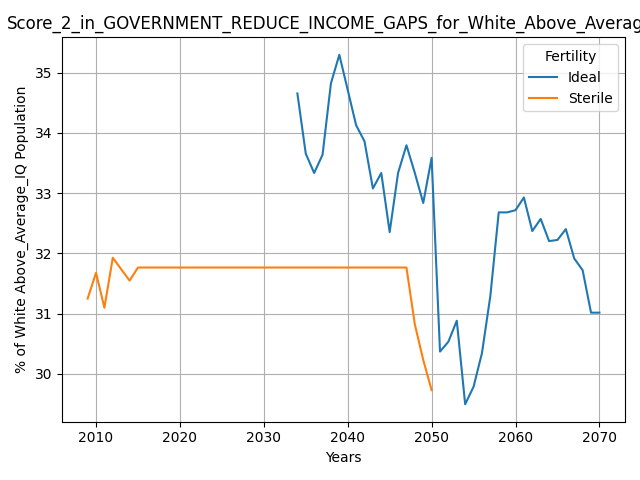 Score_2_in_GOVERNMENT_REDUCE_INCOME_GAPS_for_White_Above_Averag
% of White Above_Average_IQ Population
35
34
33
32
31
30
Fertility
Ideal
Sterile
2010
2020
2030
2040
2050
2060
2070
Years